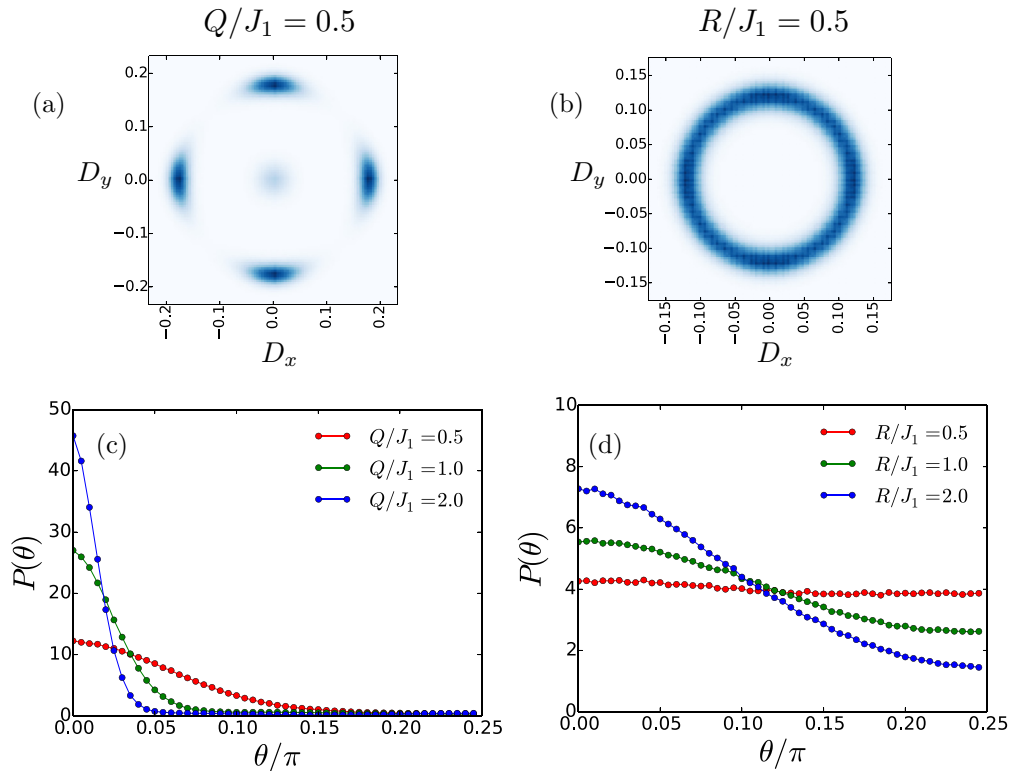 Q/J₁ = 0.5
R/J₁ = 0.5
(a)
0.2
0.1
0.0
−0.1
−0.2
D_y
−0.2
−0.1
0.0
0.1
0.2
D_x
(b)
0.15
0.10
0.05
0.00
−0.05
−0.10
−0.15
D_y
−0.15
−0.10
−0.05
0.00
0.05
0.10
0.15
D_x
(c)
50
40
30
20
10
0
P(θ)
Q/J₁ =0.5
Q/J₁ =1.0
Q/J₁ =2.0
0.00
0.05
0.10
0.15
0.20
0.25
θ/π
(d)
10
8
6
4
2
0
P(θ)
R/J₁ =0.5
R/J₁ =1.0
R/J₁ =2.0
0.00
0.05
0.10
0.15
0.20
0.25
θ/π